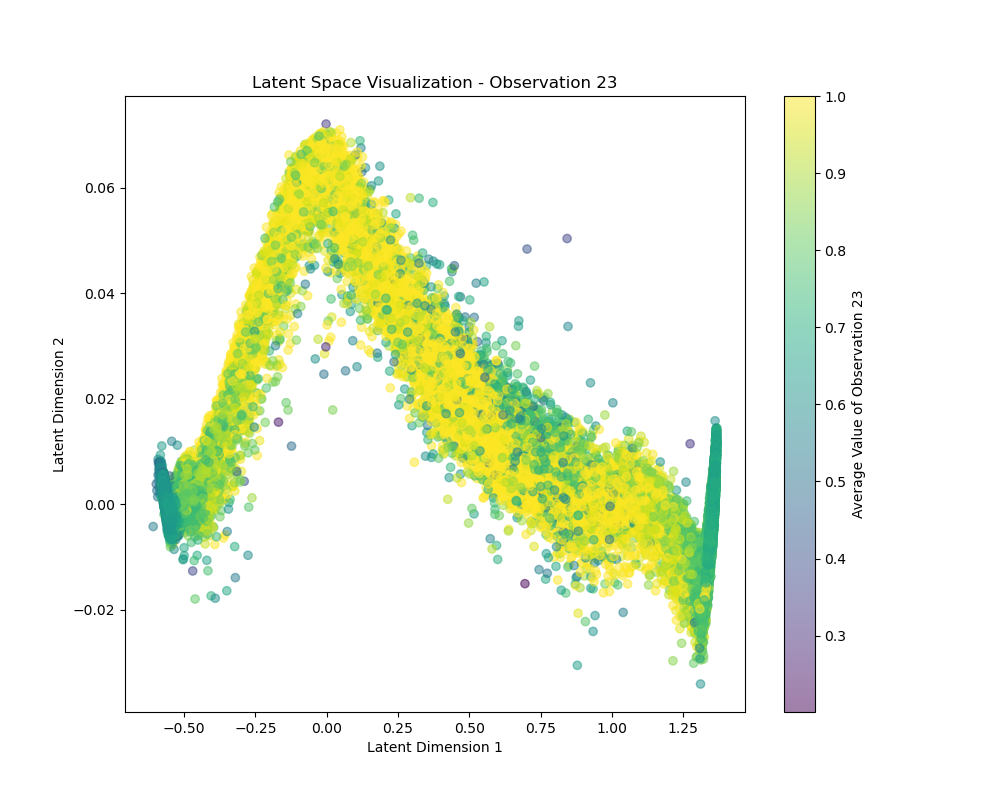 Latent Space Visualization - Observation 23
1.0
0.9
0.8
0.7
0.6
0.5
0.4
0.3
Average Value of Observation 23
0.06
0.04
0.02
0.00
−0.02
Latent Dimension 2
−0.50 −0.25 0.00 0.25 0.50 0.75 1.00 1.25
Latent Dimension 1